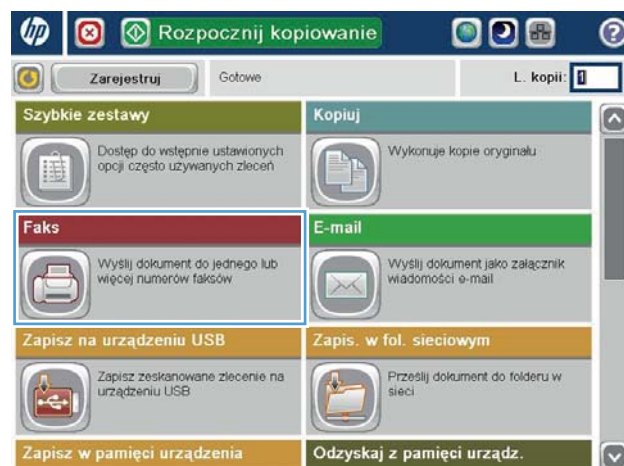 hp
Rozpocznij kopiowanie
?
Zarejestruj
Gotowe
L. kopii: 1
Szybkie zestawy
Dostęp do wstępnie ustawionych
opcji często używanych zleceń
Kopiuj
Wykonuje kopie oryginału
Faks
Wyślij dokument do jednego lub
więcej numerów faksów
E-mail
Wyślij dokument jako załącznik
wiadomości e-mail
Zapisz na urządzeniu USB
Zapisz zeskanowane zlecenie na
urządzeniu USB
Zapis. w fol. sieciowym
Prześlij dokument do folderu w
sieci
Zapisz w pamięci urządzenia
Odzyskaj z pamięci urządz.